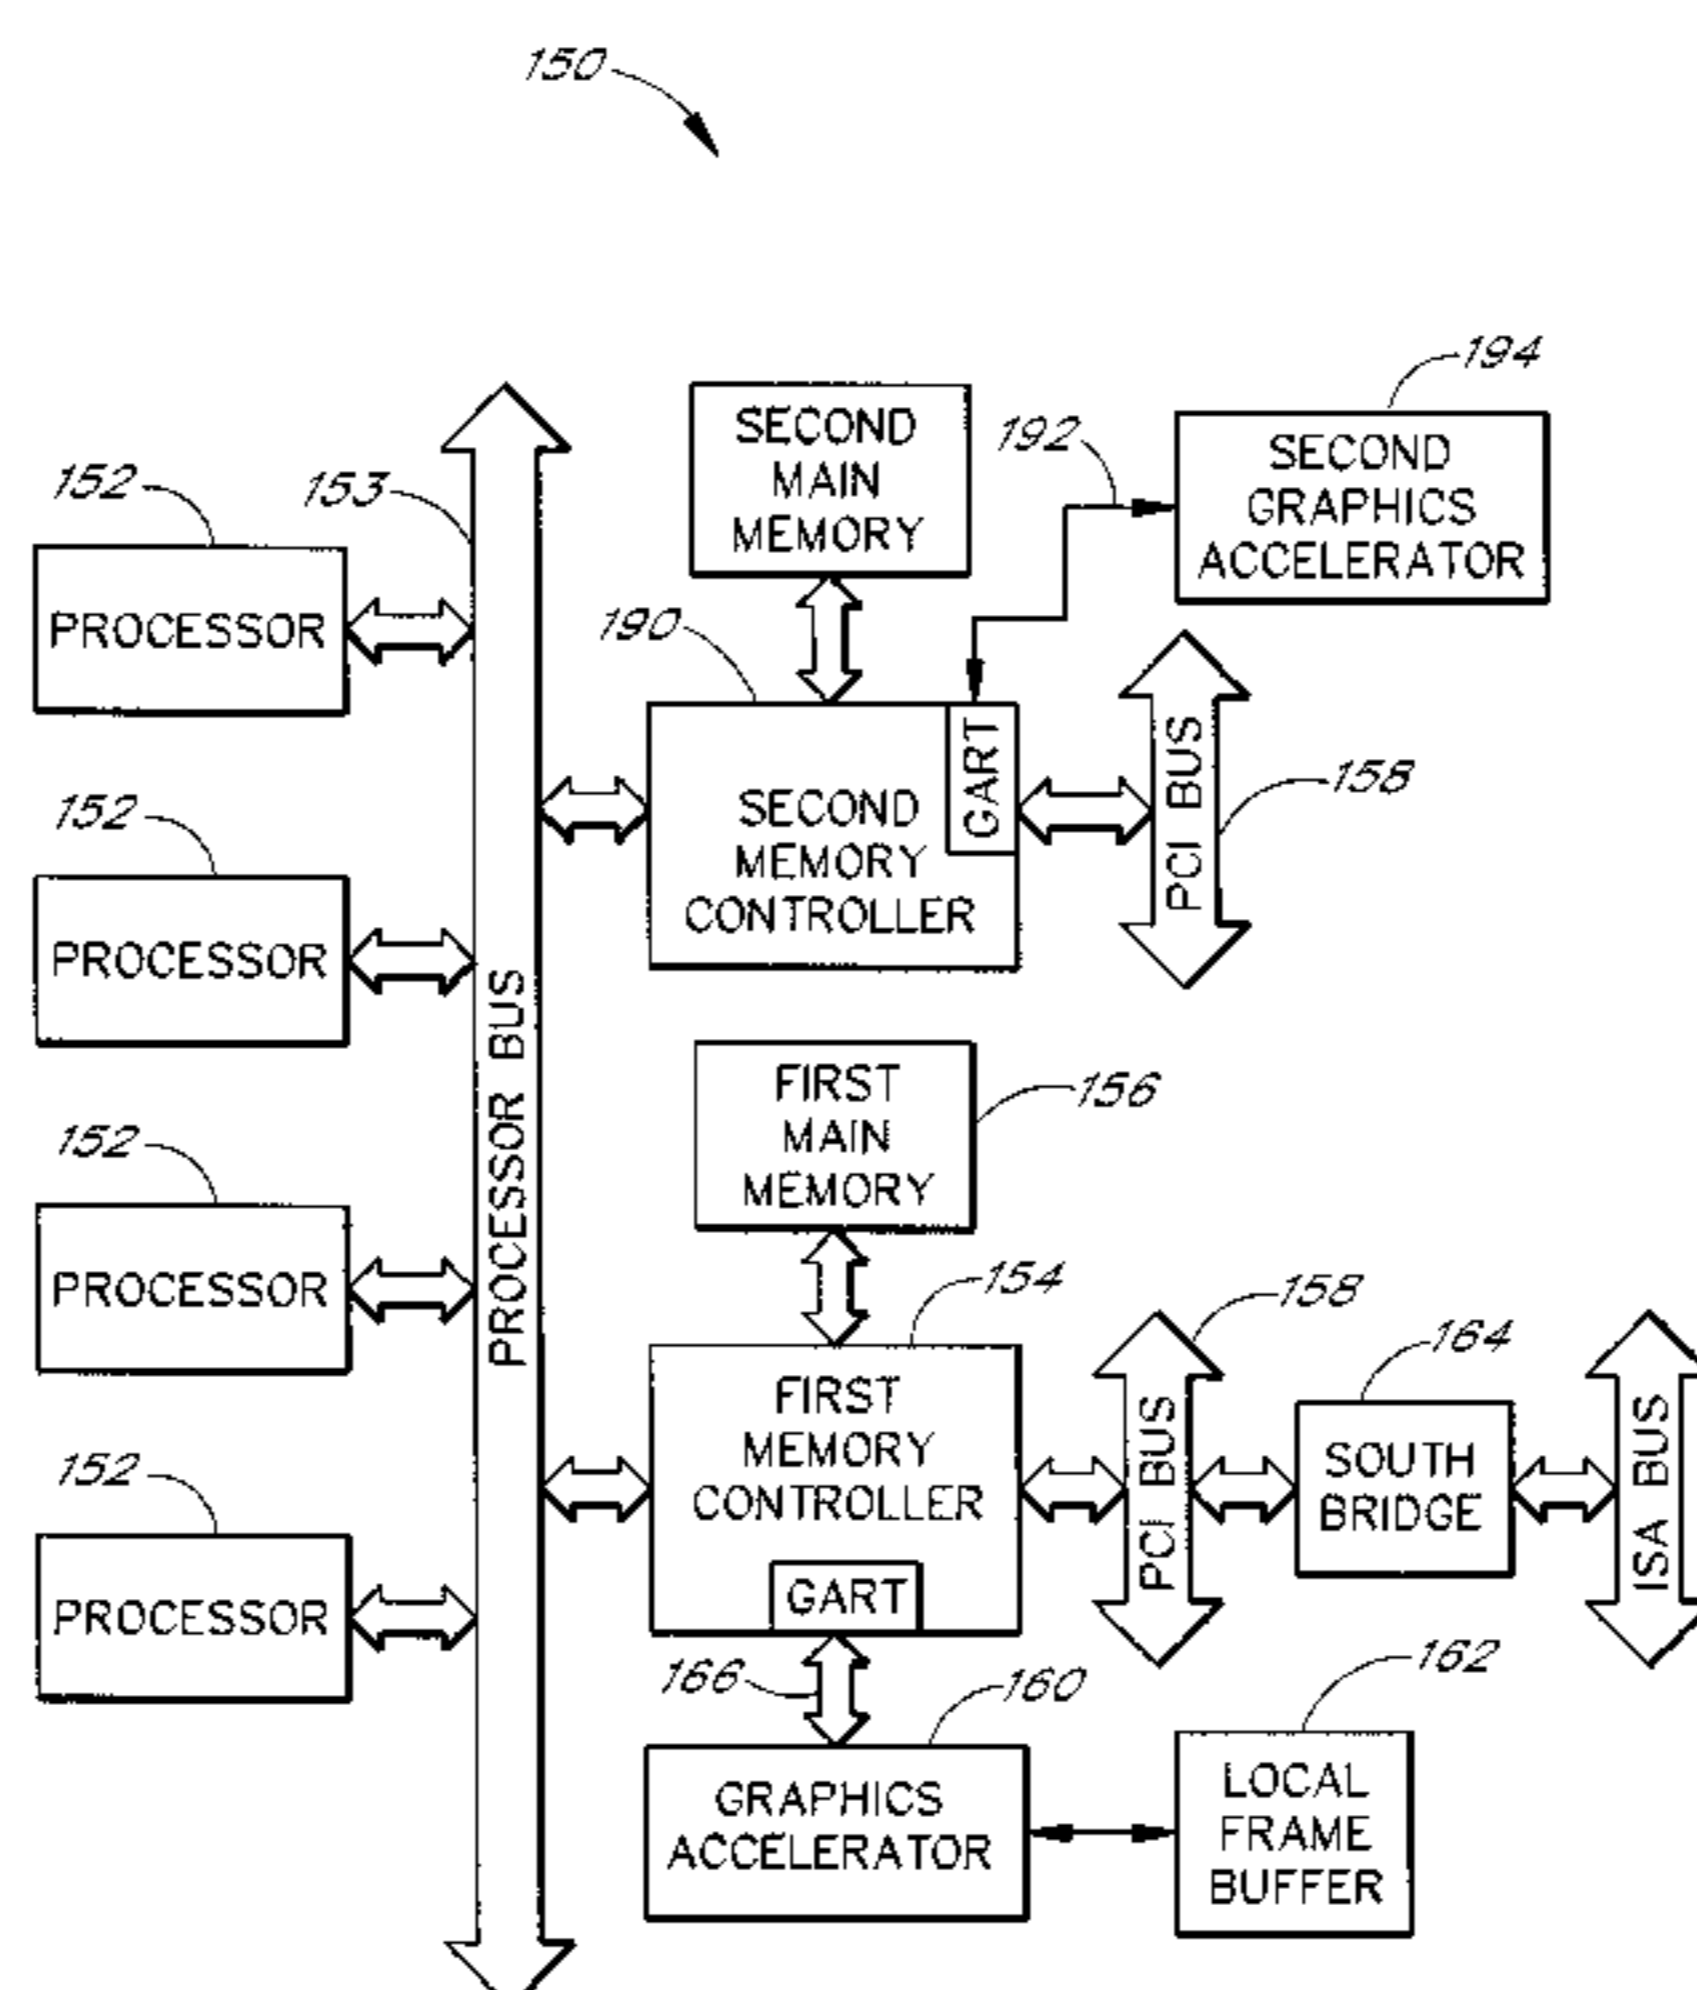 150
194
SECOND
MAIN
MEMORY
192
SECOND
GRAPHICS
ACCELERATOR
152
153
PROCESSOR
190
GART
PCI BUS
158
SECOND
MEMORY
CONTROLLER
152
PROCESSOR
PROCESSOR BUS
FIRST
MAIN
MEMORY
156
152
PROCESSOR
154
158
164
FIRST
MEMORY
CONTROLLER
GART
PCI BUS
SOUTH
BRIDGE
ISA BUS
152
PROCESSOR
166
160
162
GRAPHICS
ACCELERATOR
LOCAL
FRAME
BUFFER